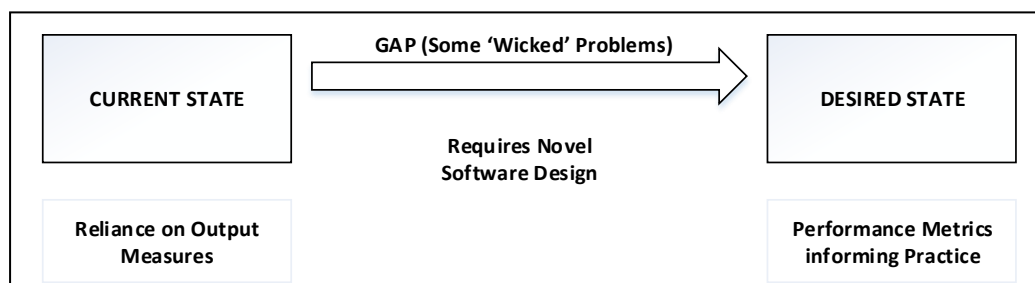 GAP (Some ‘Wicked’ Problems)
CURRENT STATE
DESIRED STATE
Requires Novel
Software Design
Reliance on Output
Measures
Performance Metrics
informing Practice